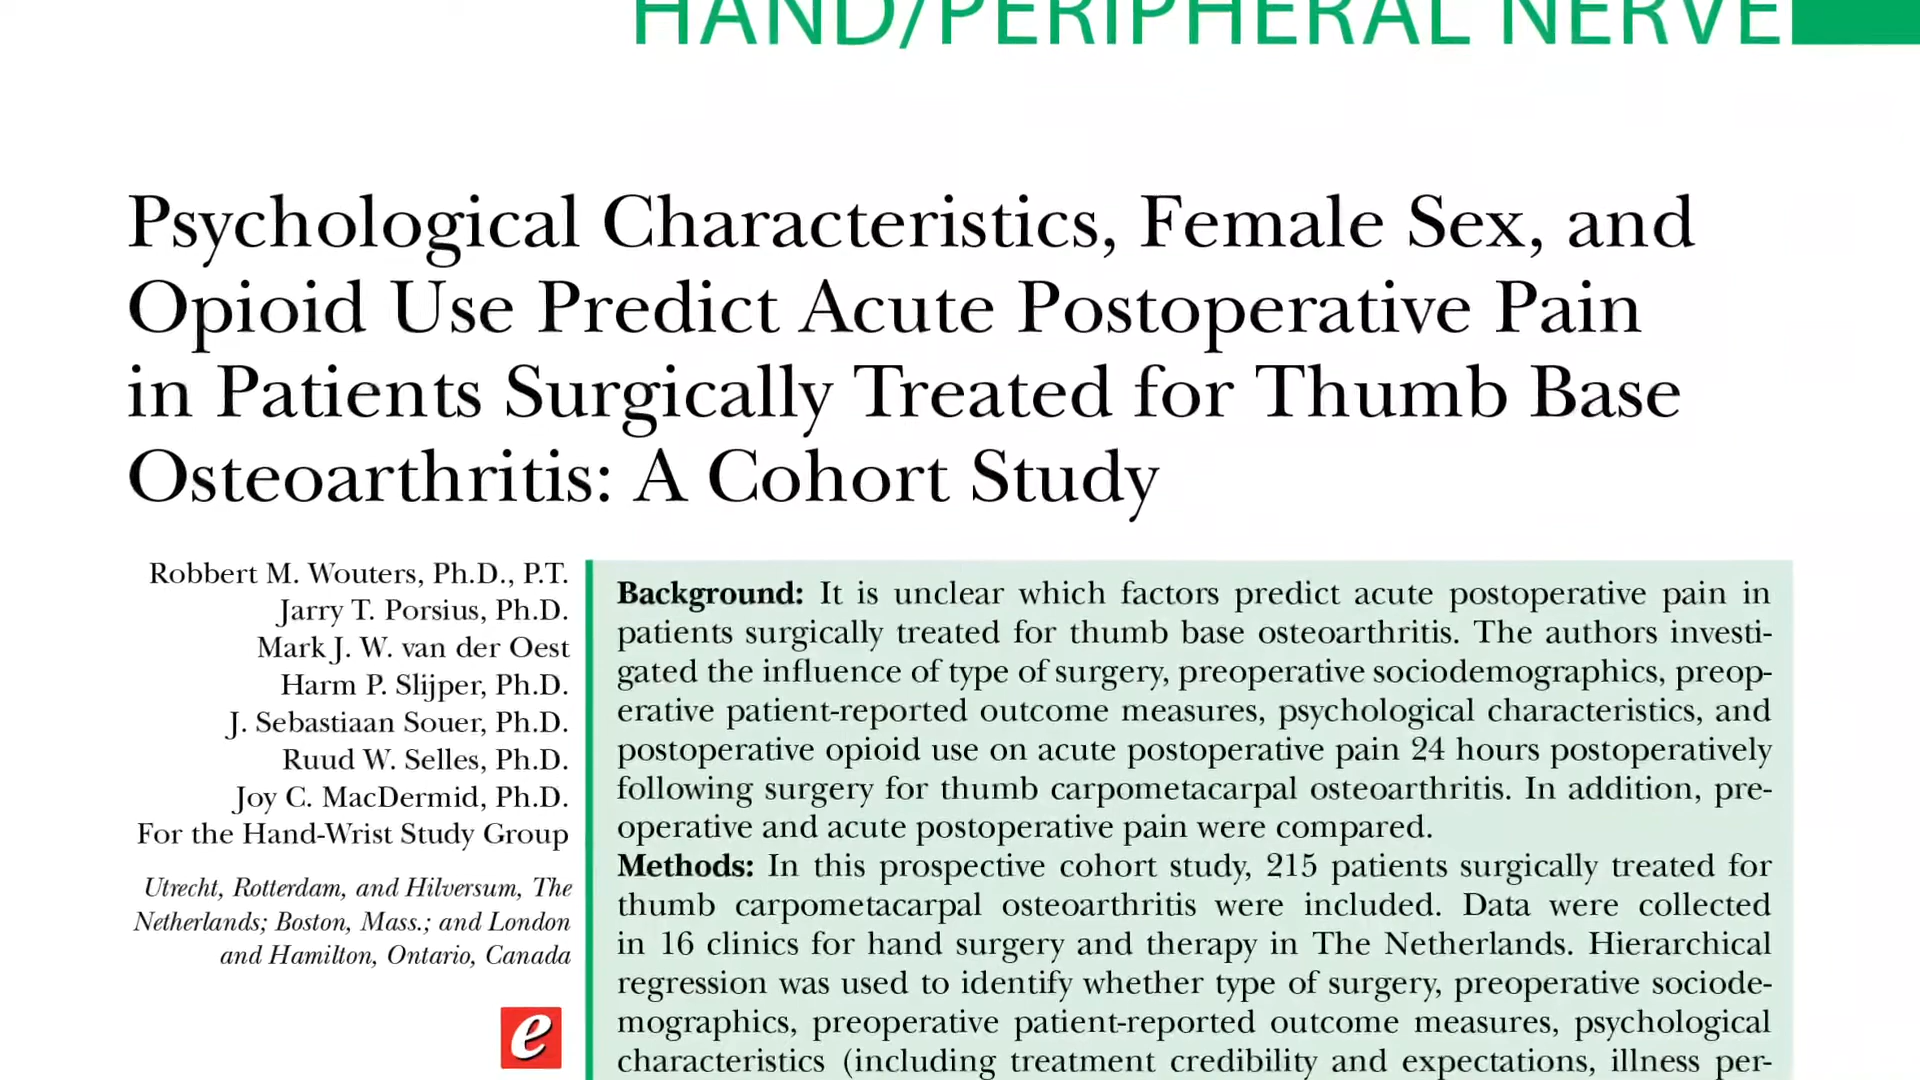 HAND/PERIPHERAL NERVE
Psychological Characteristics, Female Sex, and
Opioid Use Predict Acute Postoperative Pain
in Patients Surgically Treated for Thumb Base
Osteoarthritis: A Cohort Study
Robbert M. Wouters, Ph.D., P.T.
Jarry T. Porsius, Ph.D.
Mark J. W. van der Oest
Harm P. Slijper, Ph.D.
J. Sebastiaan Souer, Ph.D.
Ruud W. Selles, Ph.D.
Joy C. MacDermid, Ph.D.
For the Hand-Wrist Study Group
Utrecht, Rotterdam, and Hilversum, The
Netherlands; Boston, Mass.; and London
and Hamilton, Ontario, Canada
e
Background: It is unclear which factors predict acute postoperative pain in
patients surgically treated for thumb base osteoarthritis. The authors investi-
gated the influence of type of surgery, preoperative sociodemographics, preop-
erative patient-reported outcome measures, psychological characteristics, and
postoperative opioid use on acute postoperative pain 24 hours postoperatively
following surgery for thumb carpometacarpal osteoarthritis. In addition, pre-
operative and acute postoperative pain were compared.
Methods: In this prospective cohort study, 215 patients surgically treated for
thumb carpometacarpal osteoarthritis were included. Data were collected
in 16 clinics for hand surgery and therapy in The Netherlands. Hierarchical
regression was used to identify whether type of surgery, preoperative sociode-
mographics, preoperative patient-reported outcome measures, psychological
characteristics (including treatment credibility and expectations, illness per-